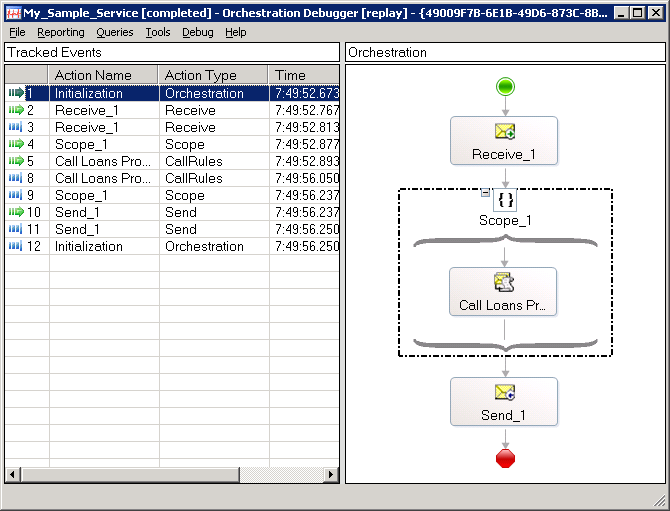 My_Sample_Service [completed] - Orchestration Debugger [replay] - {49009F7B-6E1B-49D6-873C-8B...
File Reporting Queries Tools Debug Help
Tracked Events
Action Name Action Type Time
1 Initialization Orchestration 7:49:52.673
2 Receive_1 Receive 7:49:52.767
3 Receive_1 Receive 7:49:52.813
4 Scope_1 Scope 7:49:52.877
5 Call Loans Pro... CallRules 7:49:52.893
8 Call Loans Pro... CallRules 7:49:56.050
9 Scope_1 Scope 7:49:56.237
10 Send_1 Send 7:49:56.237
11 Send_1 Send 7:49:56.250
12 Initialization Orchestration 7:49:56.250
Orchestration
Receive_1
{ }
Scope_1
Call Loans Pr...
Send_1